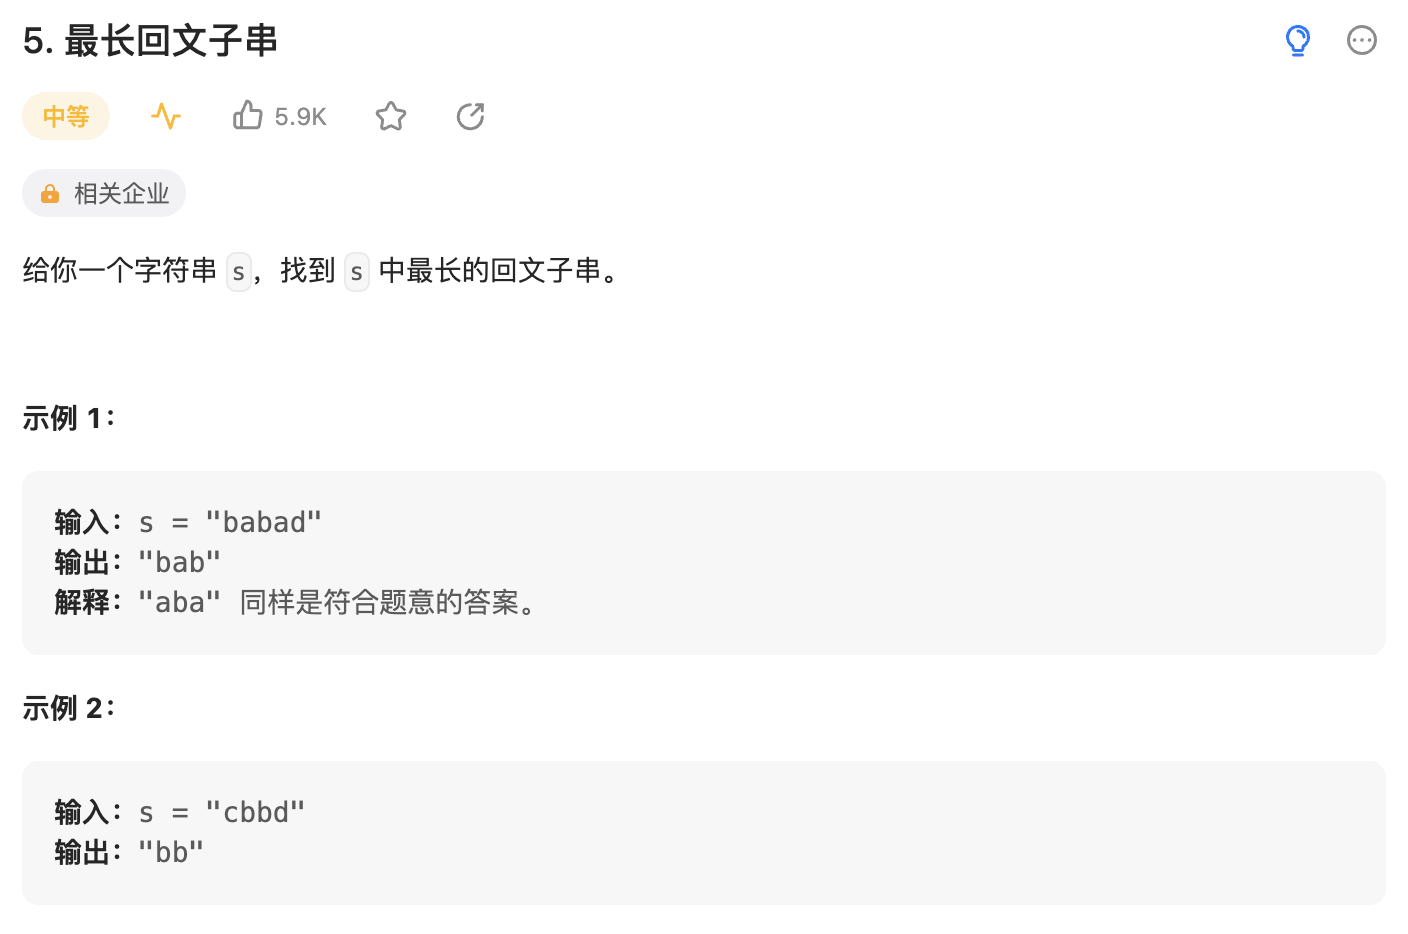 5. 最长回文子串
中等
5.9K
相关企业
给你一个字符串 s，找到 s 中最长的回文子串。
示例 1：
输入：s = "babad"
输出："bab"
解释："aba" 同样是符合题意的答案。
示例 2：
输入：s = "cbbd"
输出："bb"